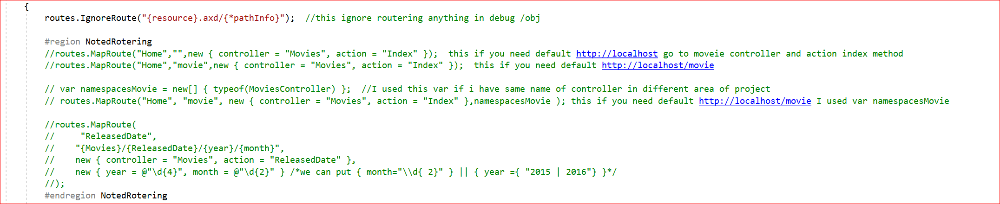 {
routes.IgnoreRoute("{resource}.axd/{*pathInfo}");  //this ignore routering anything in debug /obj
#region NotedRotering
//routes.MapRoute("Home","",new { controller = "Movies", action = "Index" });  this if you need default http://localhost go to moveie controller and action index method
//routes.MapRoute("Home","movie",new { controller = "Movies", action = "Index" });  this if you need default http://localhost/movie
// var namespacesMovie = new[] { typeof(MoviesController) };  //I used this var if i have same name of controller in different area of project
// routes.MapRoute("Home", "movie", new { controller = "Movies", action = "Index" },namespacesMovie ); this if you need default http://localhost/movie I used var namespacesMovie
//routes.MapRoute(
//     "ReleasedDate",
//    "{Movies}/{ReleasedDate}/{year}/{month}",
//    new { controller = "Movies", action = "ReleasedDate" },
//    new { year = @"\d{4}", month = @"\d{2}" } /*we can put { month="\\d{ 2}" } || { year ={ "2015 | 2016"} }*/
//);
#endregion NotedRotering